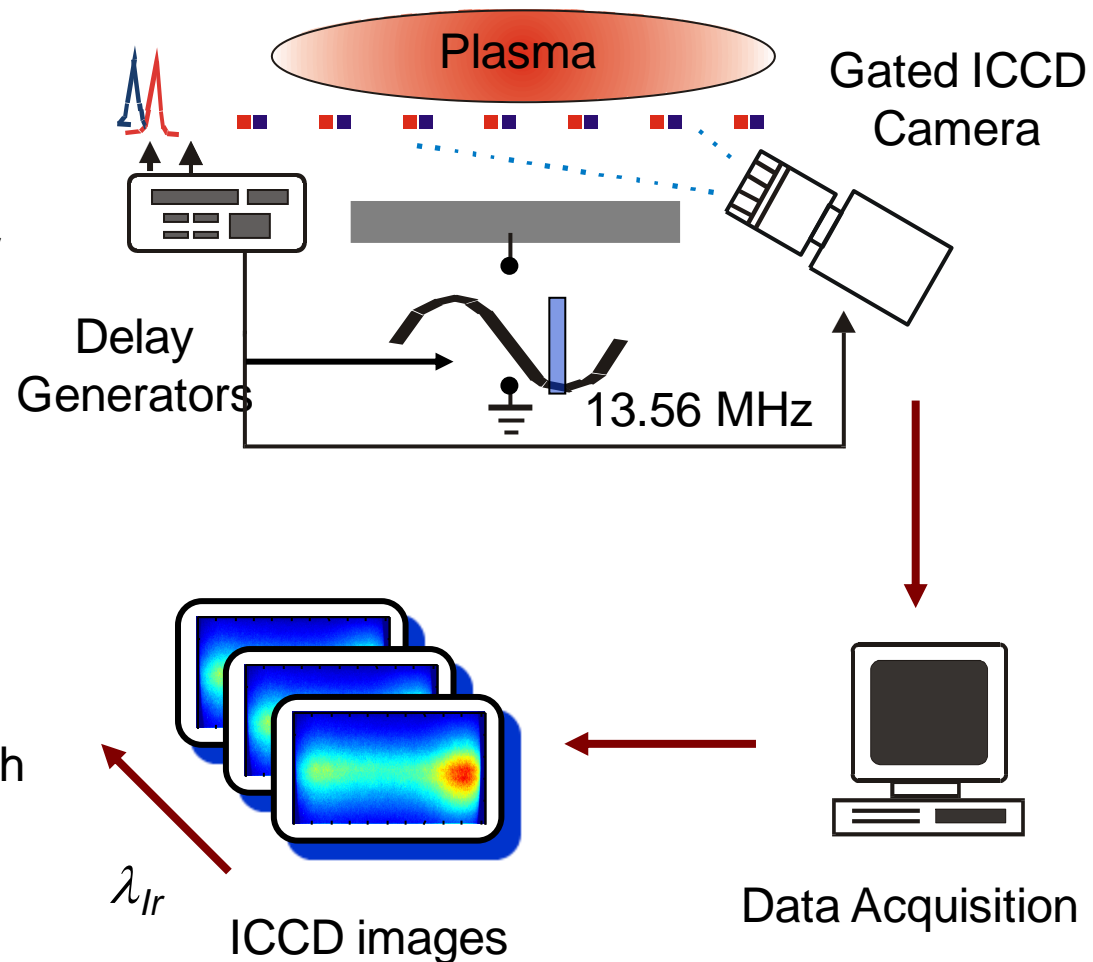 Plasma
Gated ICCD
Camera
Delay
Generators
13.56 MHz
h
λIr
ICCD images
Data Acquisition